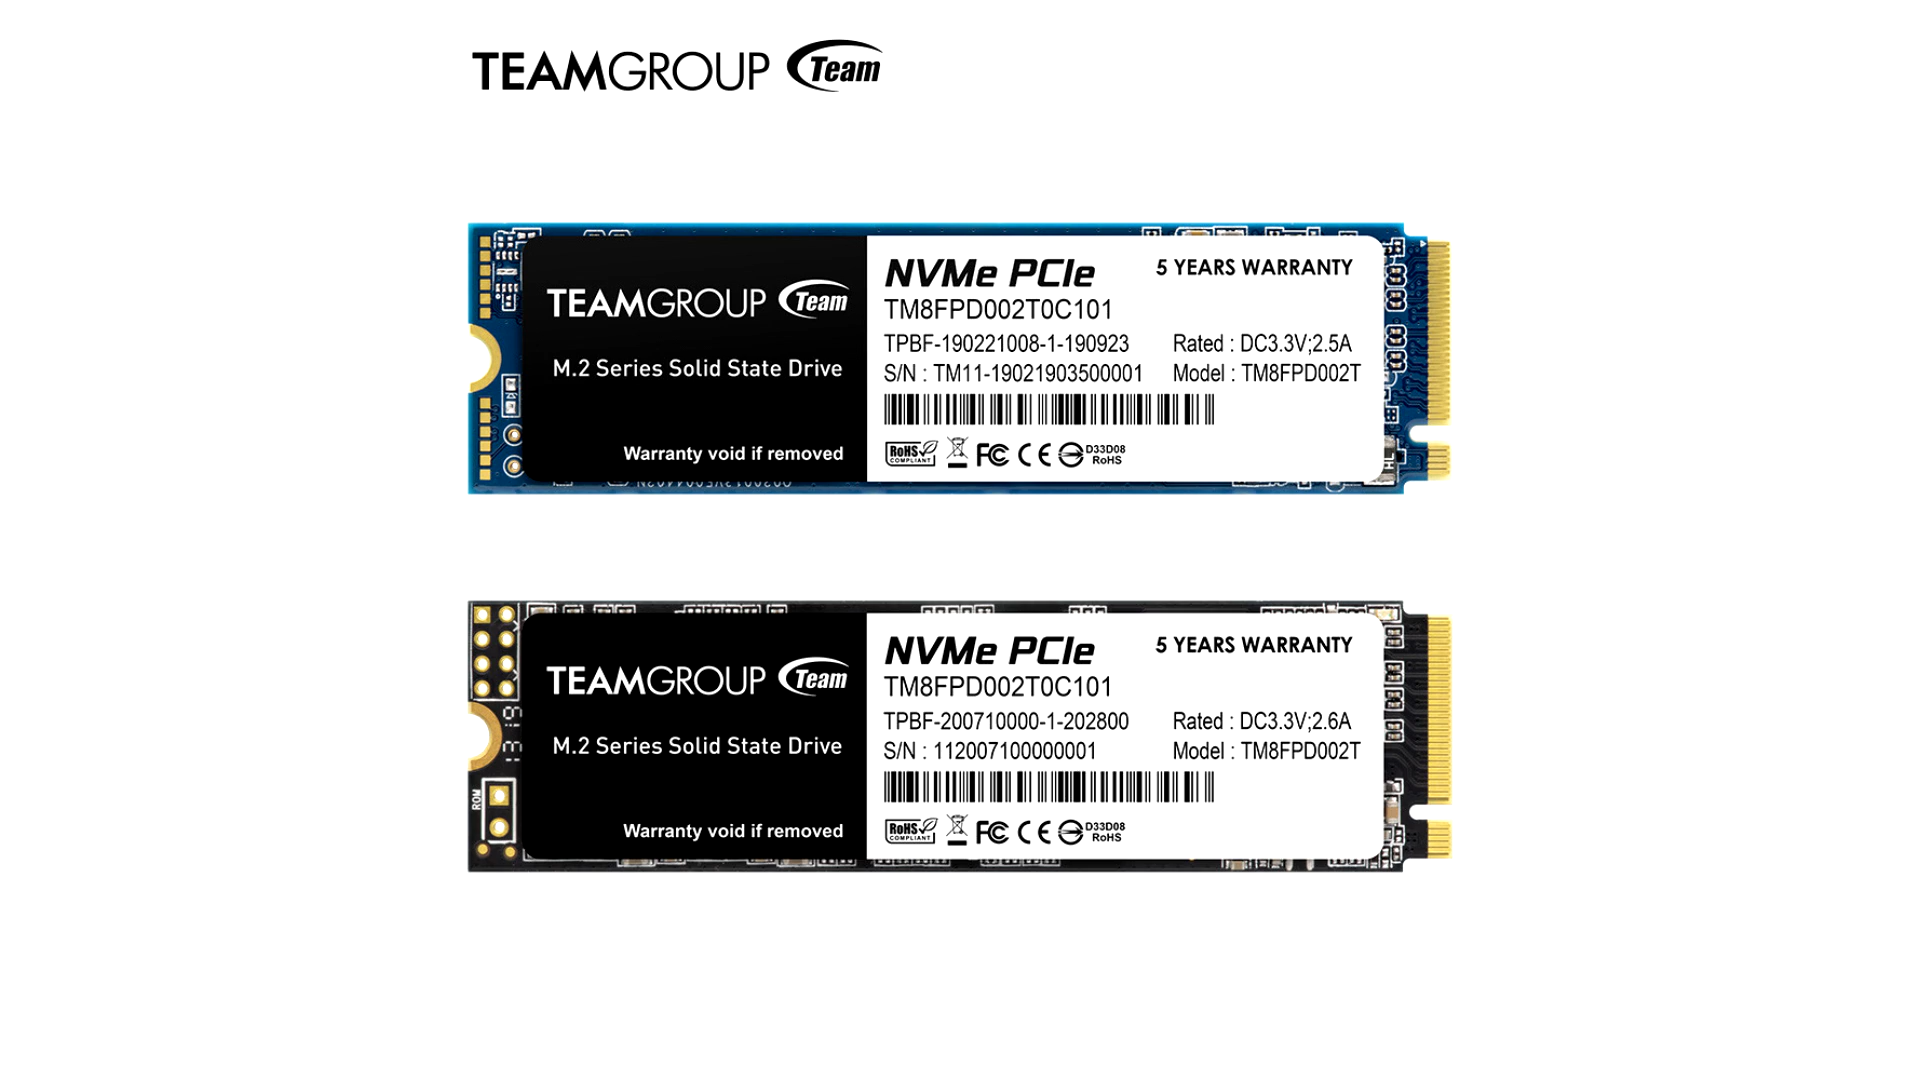 TEAMGROUP Team
NVMe PCIe
5 YEARS WARRANTY
TM8FPD002T0C101
TEAMGROUP Team
TPBF-190221008-1-190923
Rated : DC3.3V;2.5A
M.2 Series Solid State Drive
S/N : TM11-19021903500001
Model : TM8FPD002T
Warranty void if removed
RoHS
COMPLIANT
FC CE
D33D08
RoHS
NVMe PCIe
5 YEARS WARRANTY
TM8FPD002T0C101
TEAMGROUP Team
TPBF-200710000-1-202800
Rated : DC3.3V;2.6A
M.2 Series Solid State Drive
S/N : 112007100000001
Model : TM8FPD002T
ROM
Warranty void if removed
RoHS
COMPLIANT
FC CE
D33D08
RoHS